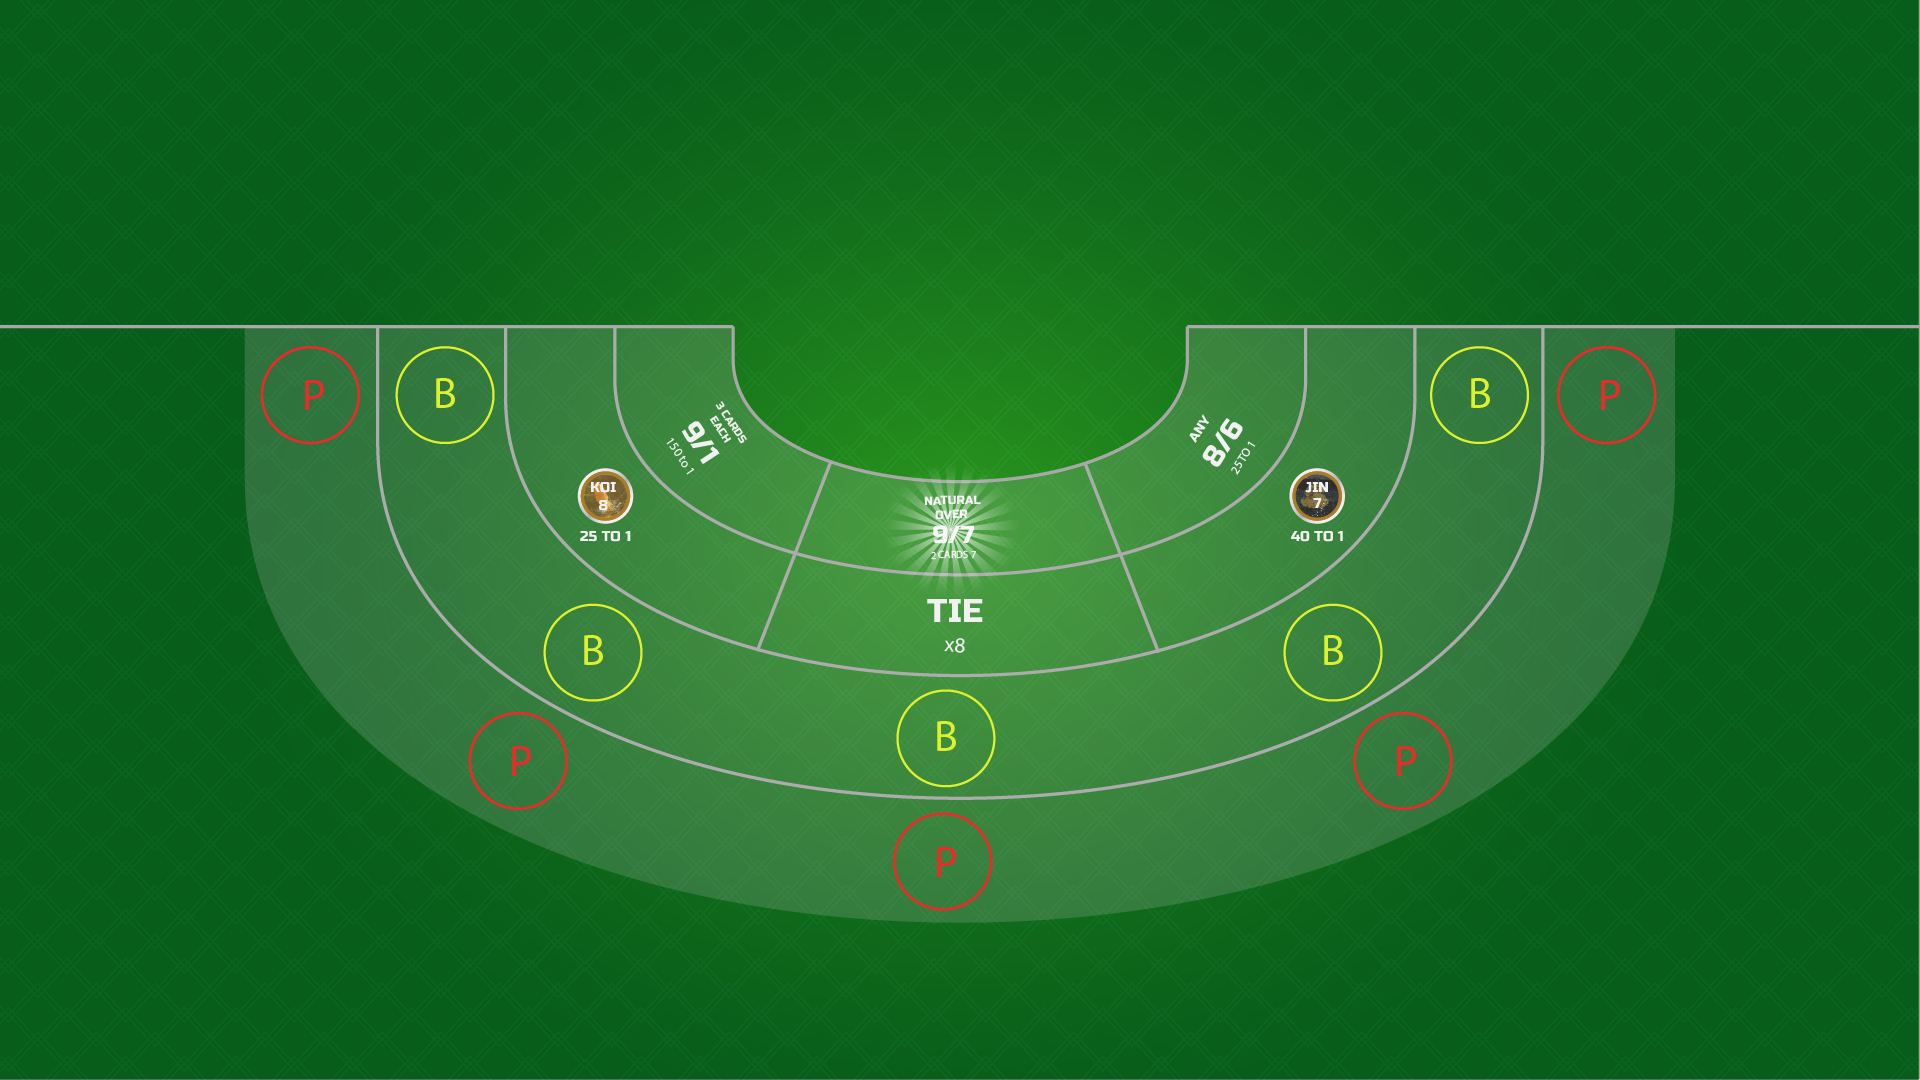 P
B
B
P
3 CARDS
EACH
9/1
150 to 1
ANY
8/6
25 TO 1
KOI
8
25 TO 1
NATURAL
OVER
9/7
2 CARDS 7
JIN
7
40 TO 1
TIE
x8
B
B
B
P
P
P